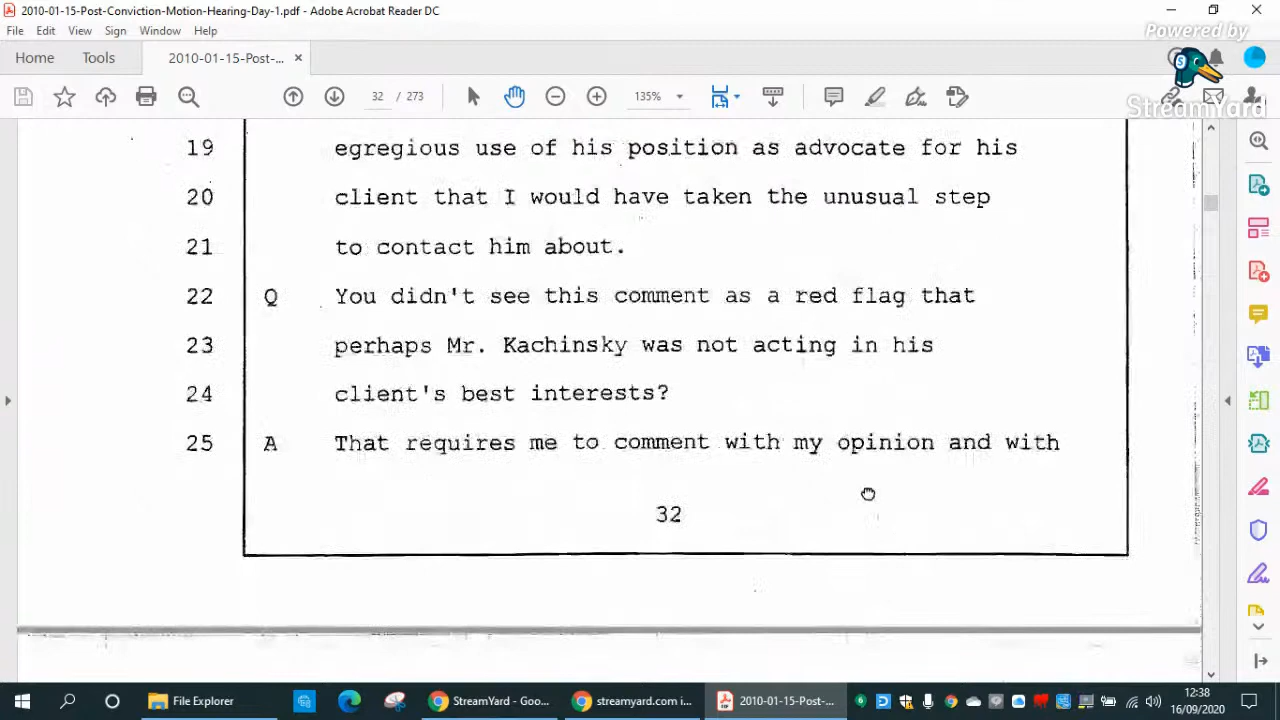 2010-01-15-Post-Conviction-Motion-Hearing-Day-1.pdf - Adobe Acrobat Reader DC
File Edit View Sign Window Help
Powered by
Home Tools 2010-01-15-Post-... ×
32 / 273 135%
StreamYard
19 egregious use of his position as advocate for his
20 client that I would have taken the unusual step
21 to contact him about.
22 Q You didn't see this comment as a red flag that
23 perhaps Mr. Kachinsky was not acting in his
24 client's best interests?
25 A That requires me to comment with my opinion and with
32
File Explorer StreamYard - Goo... streamyard.com i... 2010-01-15-Post-... 12:38
16/09/2020